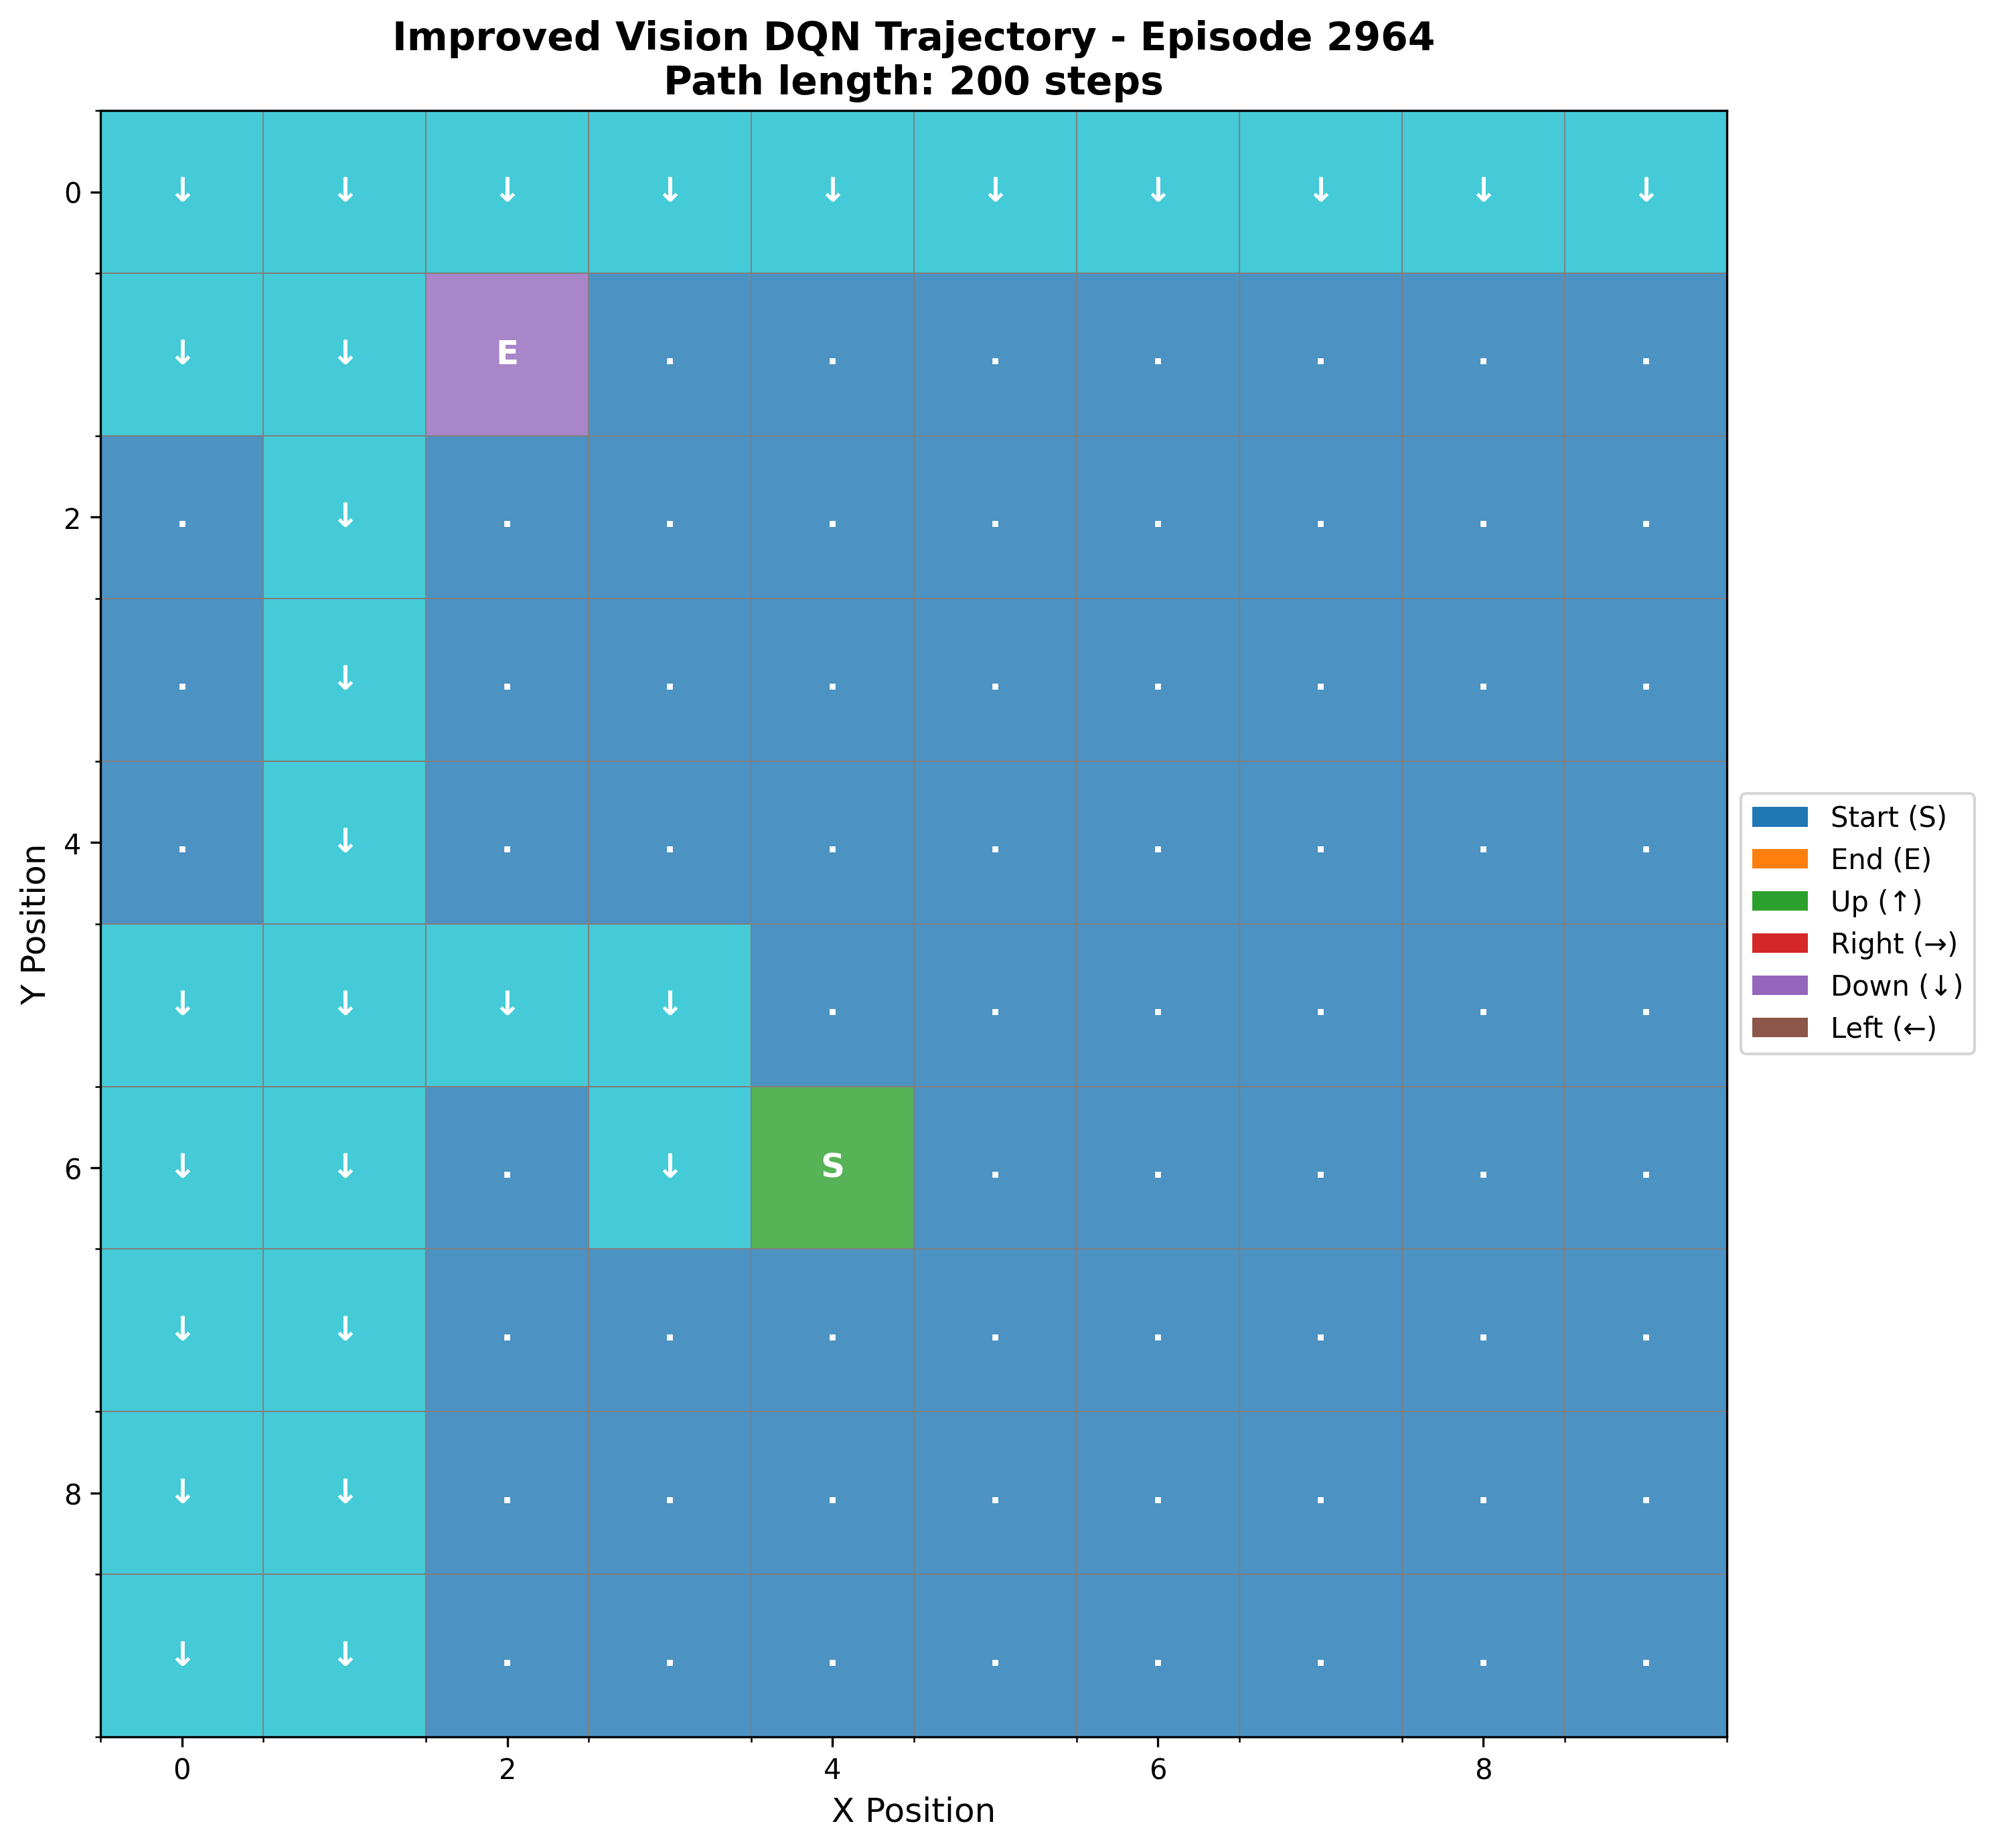 Improved Vision DQN Trajectory - Episode 2964
Path length: 200 steps
0 ↓ ↓ ↓ ↓ ↓ ↓ ↓ ↓ ↓ ↓
↓ ↓ E . . . . . . .
2 . ↓ . . . . . . . .
. ↓ . . . . . . . .
4 . ↓ . . . . . . . .
↓ ↓ ↓ ↓ . . . . . .
6 ↓ ↓ . ↓ S . . . . .
↓ ↓ . . . . . . . .
8 ↓ ↓ . . . . . . . .
↓ ↓ . . . . . . . .
0 2 4 6 8
X Position
Y Position
Start (S)
End (E)
Up (↑)
Right (→)
Down (↓)
Left (←)